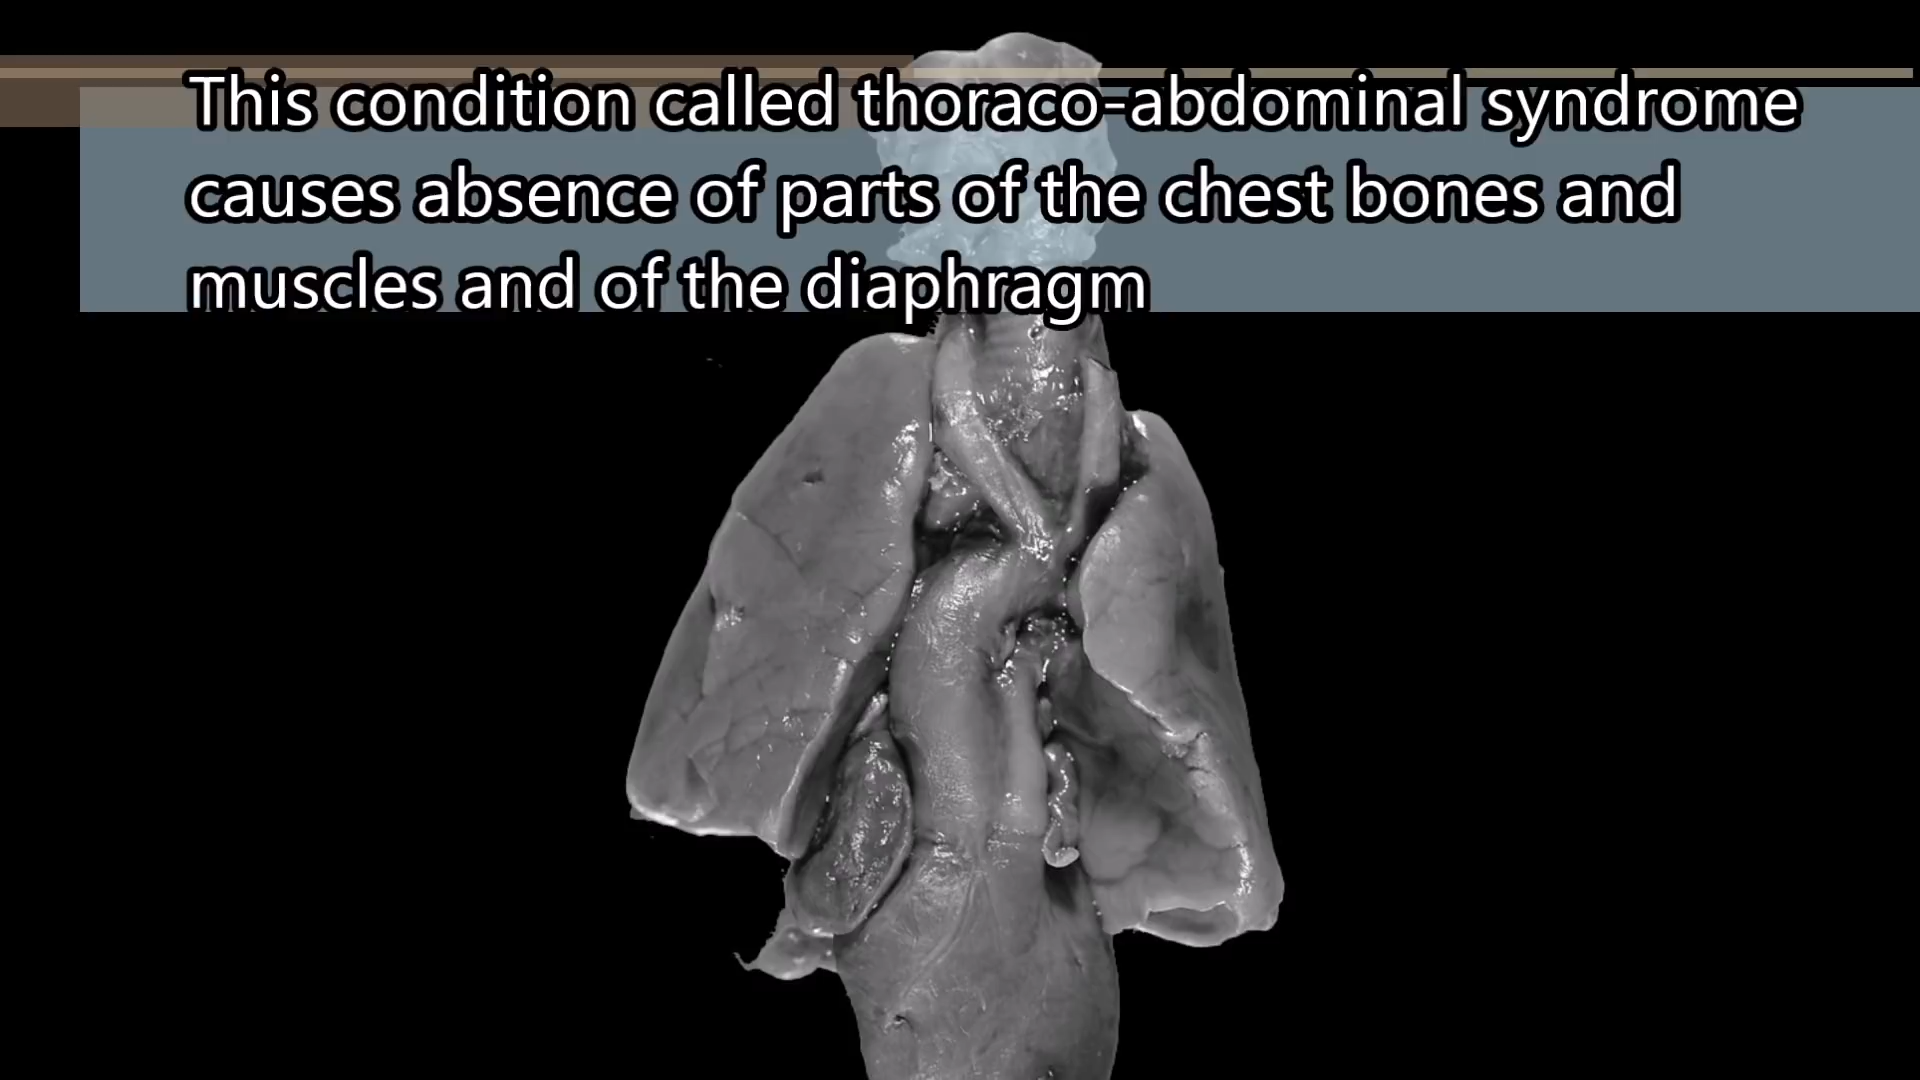 This condition called thoraco-abdominal syndrome
causes absence of parts of the chest bones and
muscles and of the diaphragm